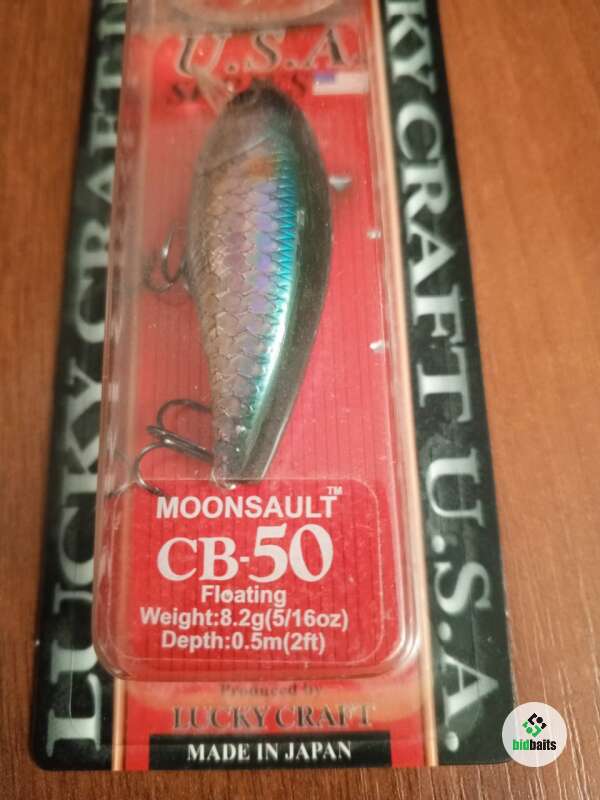 U.S.A.
LUCKY CRAFT
LUCKY CRAFT U.S.A.
MOONSAULT™
CB-50
Floating
Weight:8.2g(5/16oz)
Depth:0.5m(2ft)
Produced by
LUCKY CRAFT
MADE IN JAPAN
bidbaits